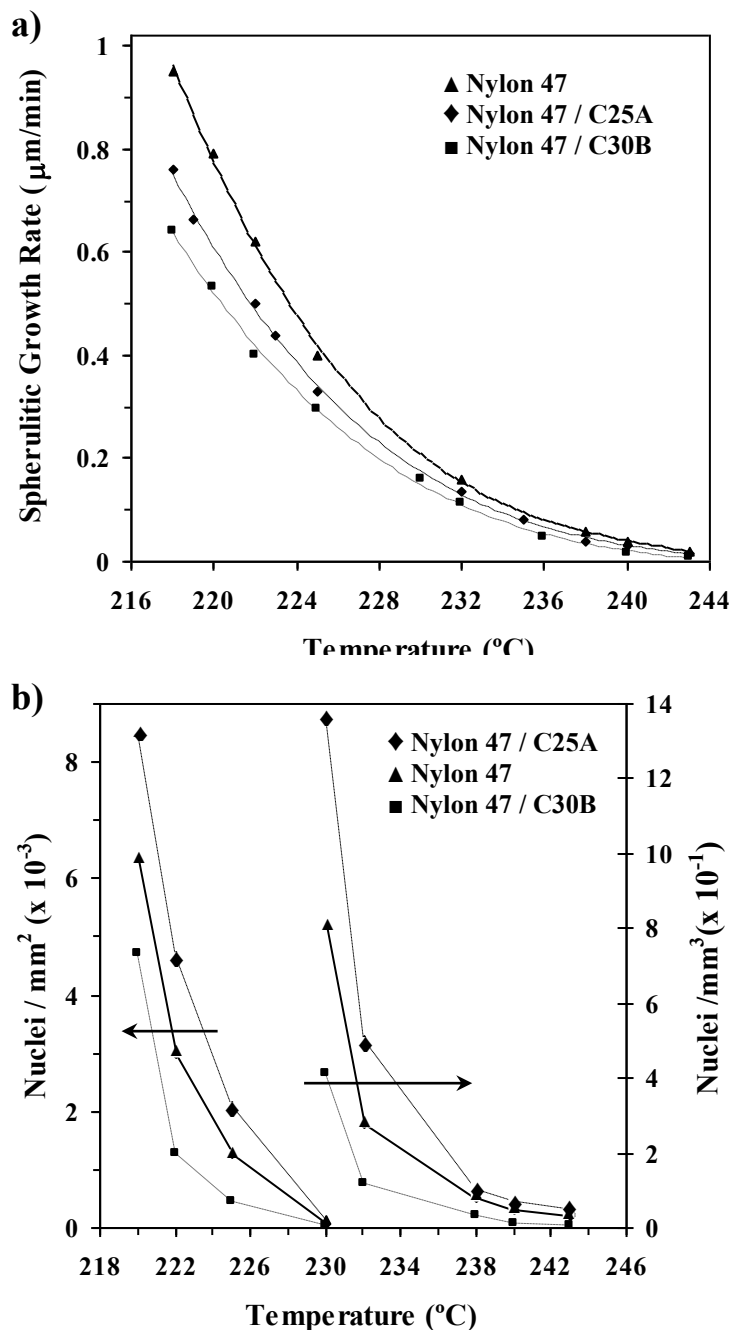 a)
Spherulitic Growth Rate (μm/min)
1
0.8
0.6
0.4
0.2
0
Nylon 47
Nylon 47 / C25A
Nylon 47 / C30B
216 220 224 228 232 236 240 244
Temperature (ºC)
b)
Nuclei / mm² (x 10⁻³)
8
6
4
2
0
Nylon 47 / C25A
Nylon 47
Nylon 47 / C30B
14
12
10
8
6
4
2
0
Nuclei /mm³ (x 10⁻¹)
218 222 226 230 234 238 242 246
Temperature (ºC)